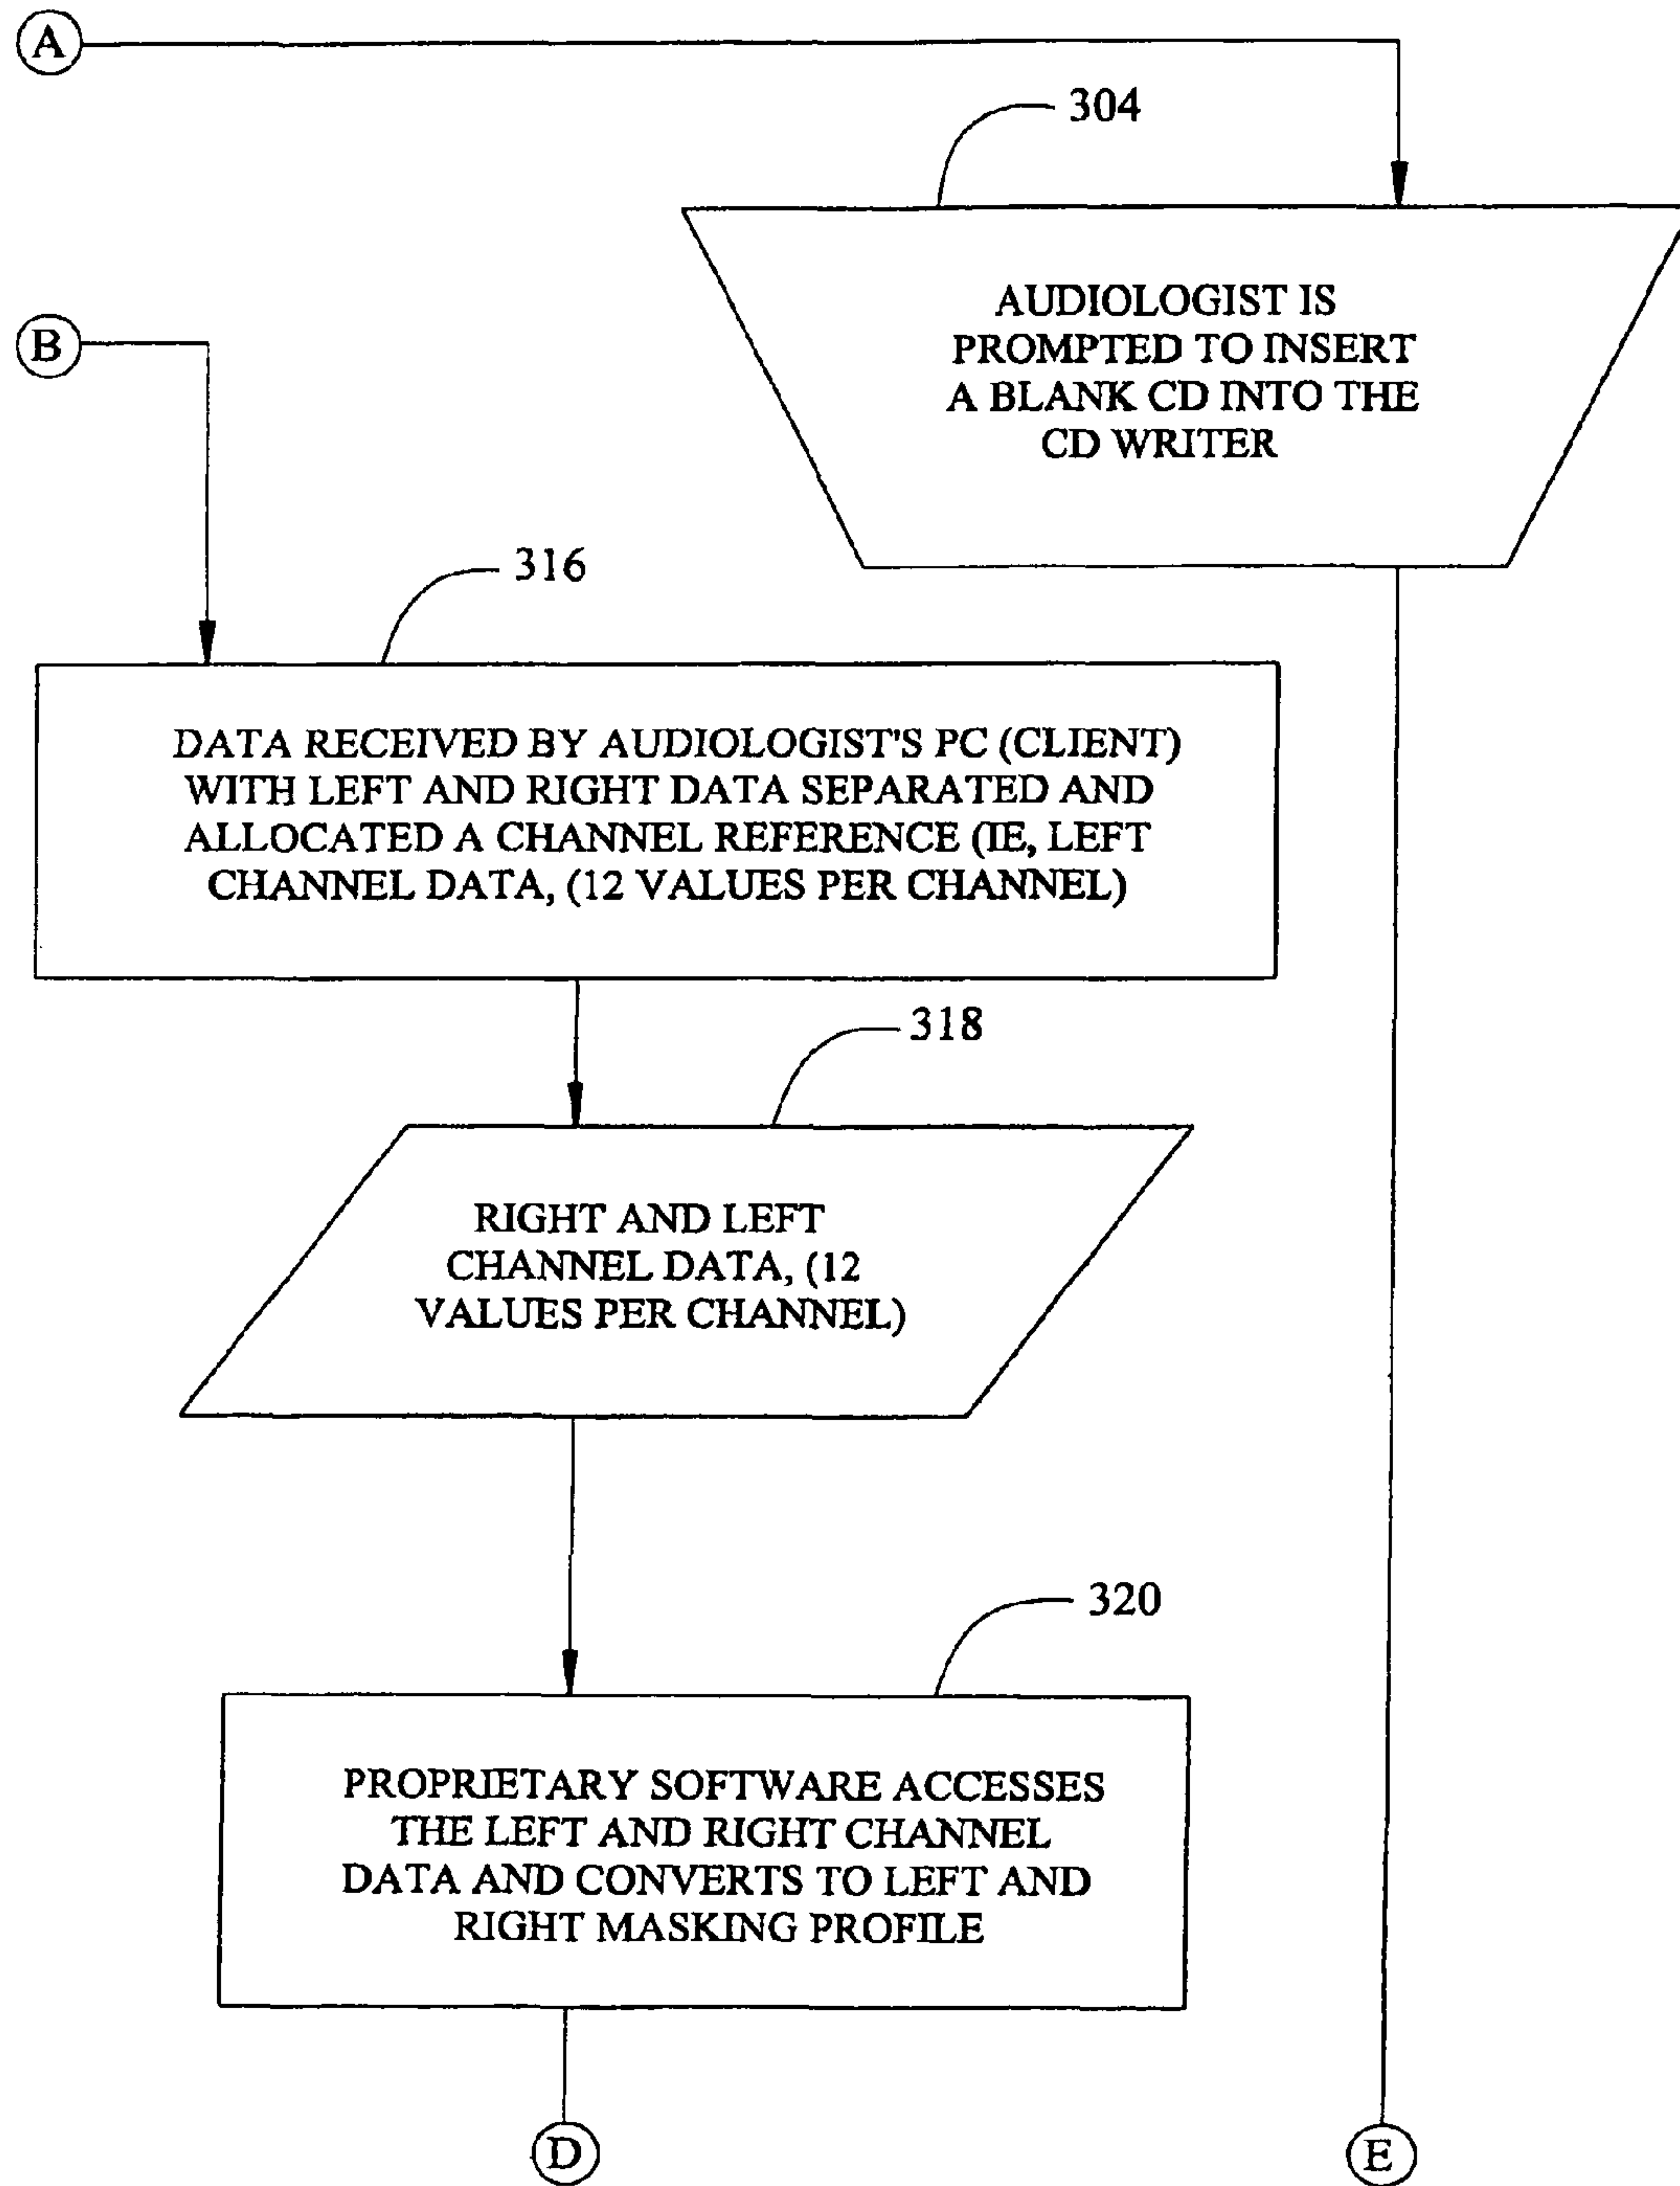 A
304
AUDIOLOGIST IS
PROMPTED TO INSERT
A BLANK CD INTO THE
CD WRITER
B
316
DATA RECEIVED BY AUDIOLOGIST'S PC (CLIENT)
WITH LEFT AND RIGHT DATA SEPARATED AND
ALLOCATED A CHANNEL REFERENCE (IE, LEFT
CHANNEL DATA, (12 VALUES PER CHANNEL)
318
RIGHT AND LEFT
CHANNEL DATA, (12
VALUES PER CHANNEL)
320
PROPRIETARY SOFTWARE ACCESSES
THE LEFT AND RIGHT CHANNEL
DATA AND CONVERTS TO LEFT AND
RIGHT MASKING PROFILE
D
E